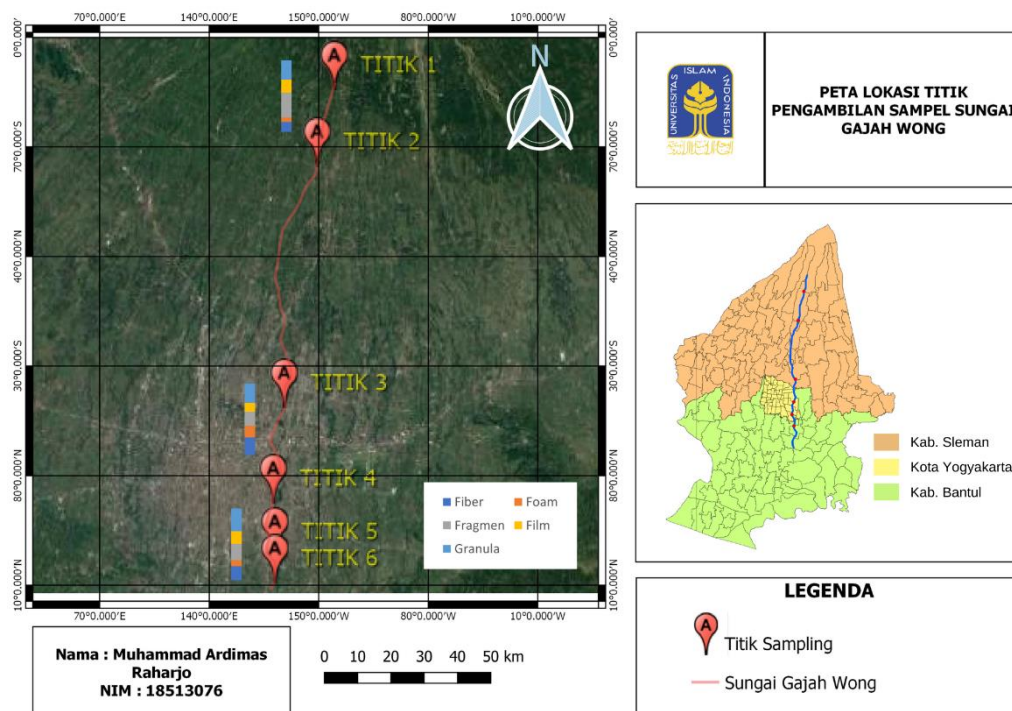 70°0.000'E 140°0.000'E 150°0.000'W 80°0.000'W 10°0.000'W
0°0.000'
70°0.000'S
40°0.000'S
30°0.000'S
80°0.000'S
10°0.000'
TITIK 1
TITIK 2
TITIK 3
TITIK 4
TITIK 5
TITIK 6
A
A
A
A
A
A
N
Fiber Foam
Fragmen Film
Granula
70°0.000'E 140°0.000'E 150°0.000'W 80°0.000'W 10°0.000'W
Nama : Muhammad Ardimas
Raharjo
NIM : 18513076
0 10 20 30 40 50 km
UNIVERSITAS ISLAM INDONESIA
PETA LOKASI TITIK
PENGAMBILAN SAMPEL SUNGAI
GAJAH WONG
Kab. Sleman
Kota Yogyakarta
Kab. Bantul
LEGENDA
A
Titik Sampling
Sungai Gajah Wong